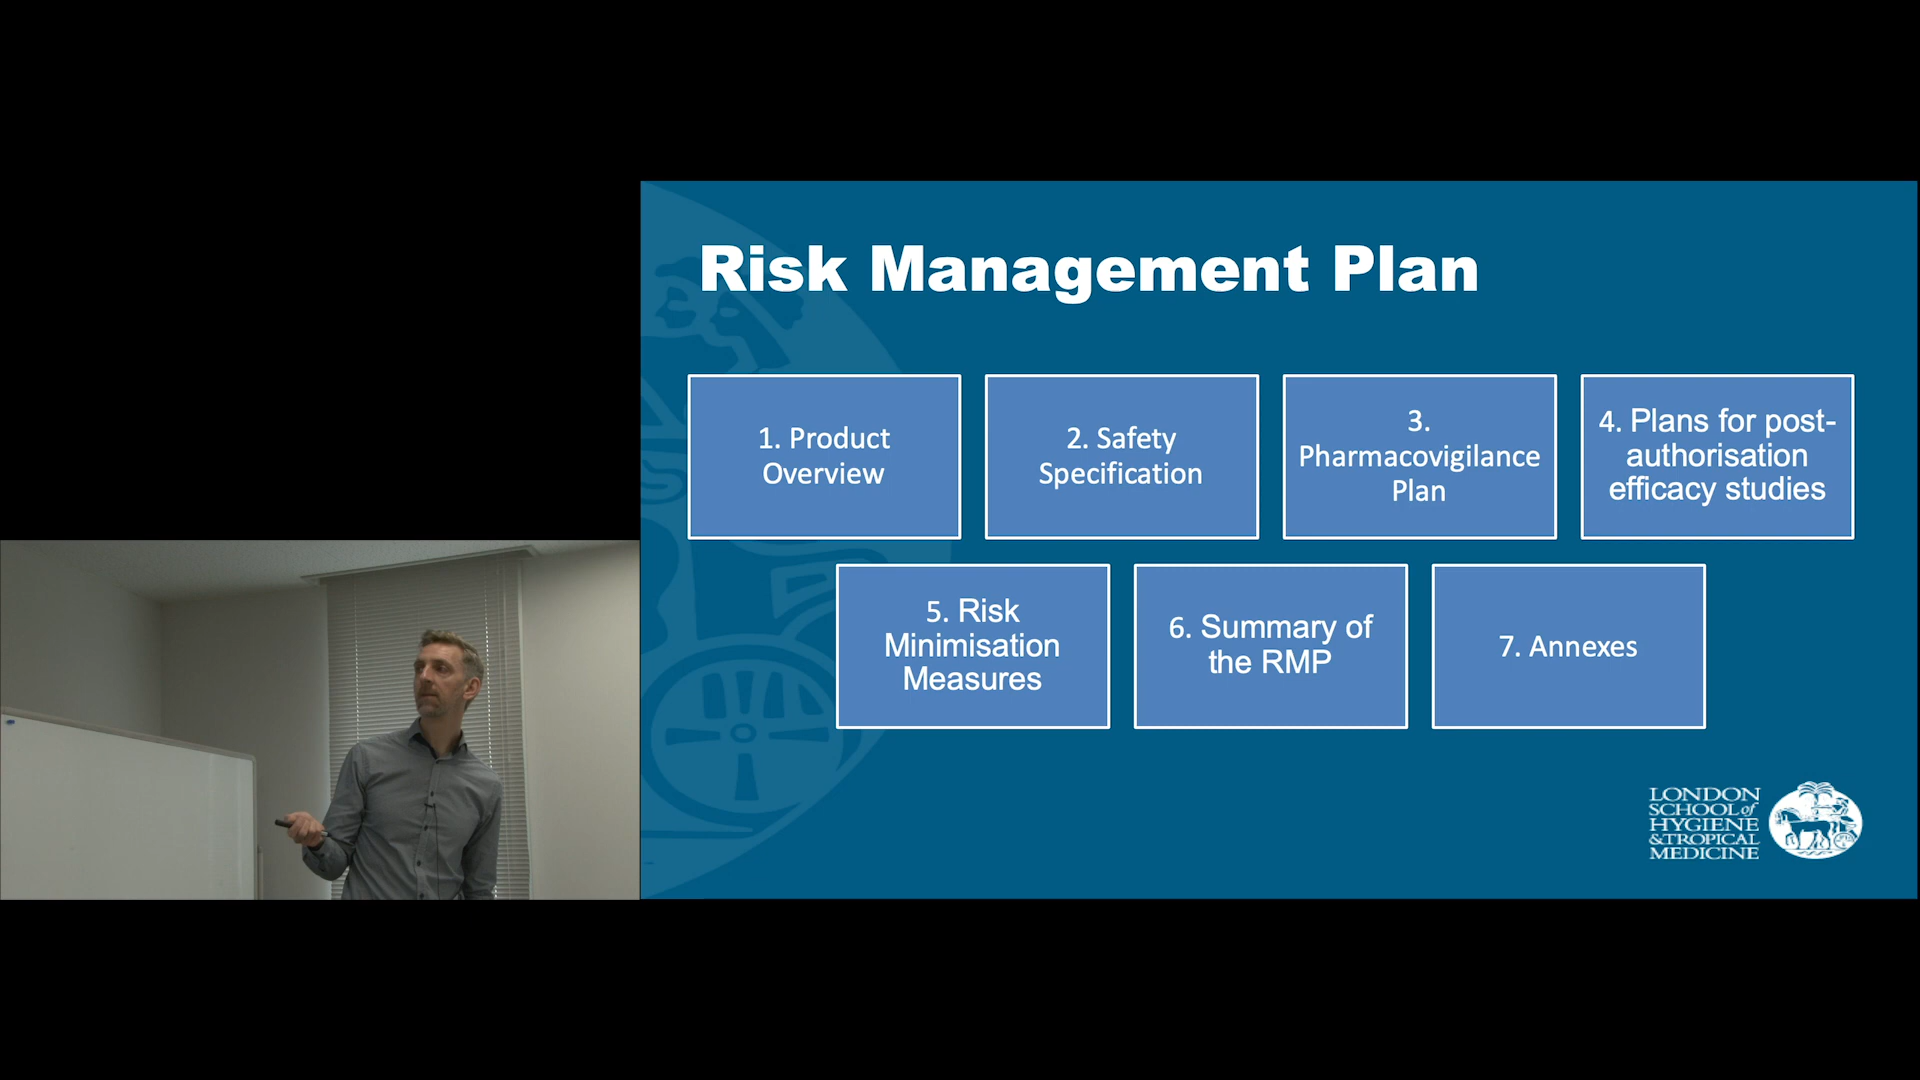 Risk Management Plan
1. Product
Overview
2. Safety
Specification
3.
Pharmacovigilance
Plan
4. Plans for post-
authorisation
efficacy studies
5. Risk
Minimisation
Measures
6. Summary of
the RMP
7. Annexes
LONDON
SCHOOL of
HYGIENE
&TROPICAL
MEDICINE